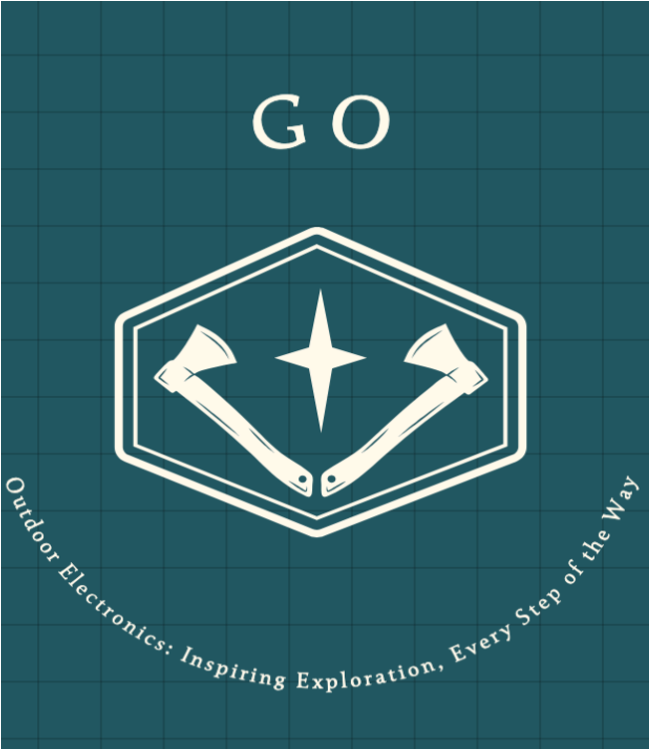 GO
Outdoor Electronics: Inspiring Exploration, Every Step of the Way